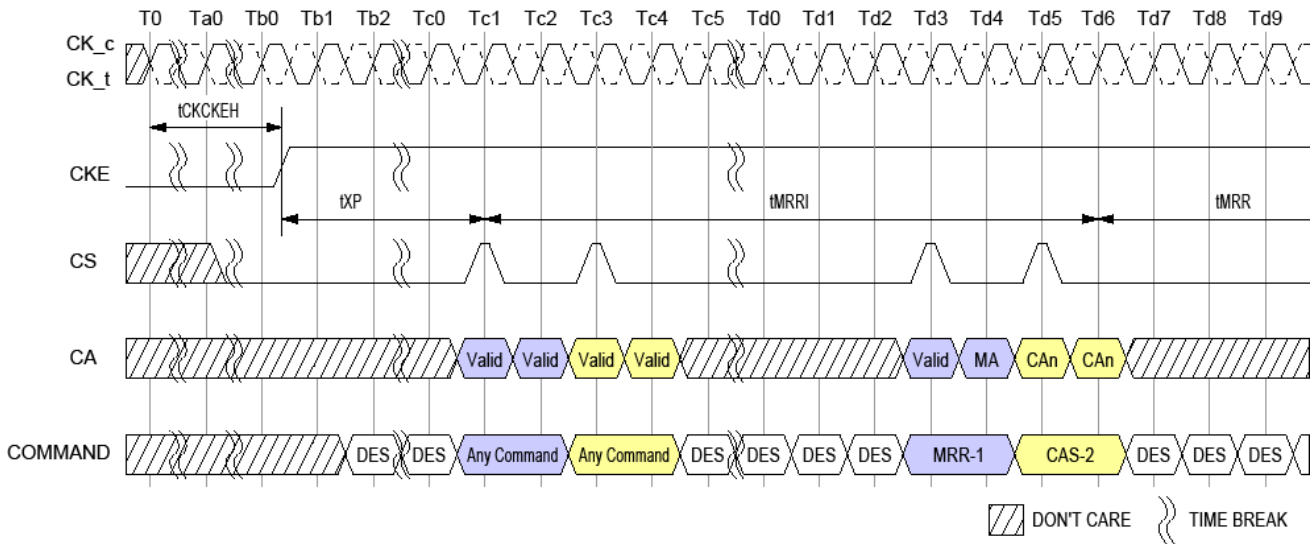 T0 Ta0 Tb0 Tb1 Tb2 Tc0 Tc1 Tc2 Tc3 Tc4 Tc5 Td0 Td1 Td2 Td3 Td4 Td5 Td6 Td7 Td8 Td9
CK_c
CK_t
tCKCKEH
CKE
tXP tMRRI tMRR
CS
CA Valid Valid Valid Valid Valid MA CAn CAn
COMMAND DES DES Any Command Any Command DES DES DES DES MRR-1 CAS-2 DES DES DES
DON'T CARE TIME BREAK